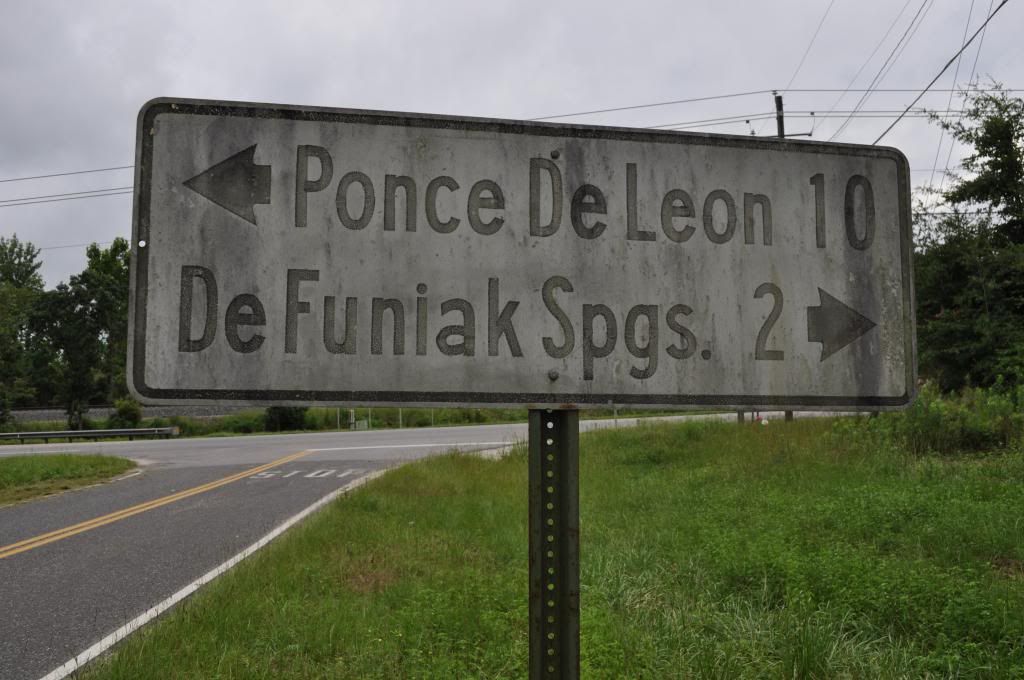 Ponce De Leon 10
De Funiak Spgs. 2
STOP